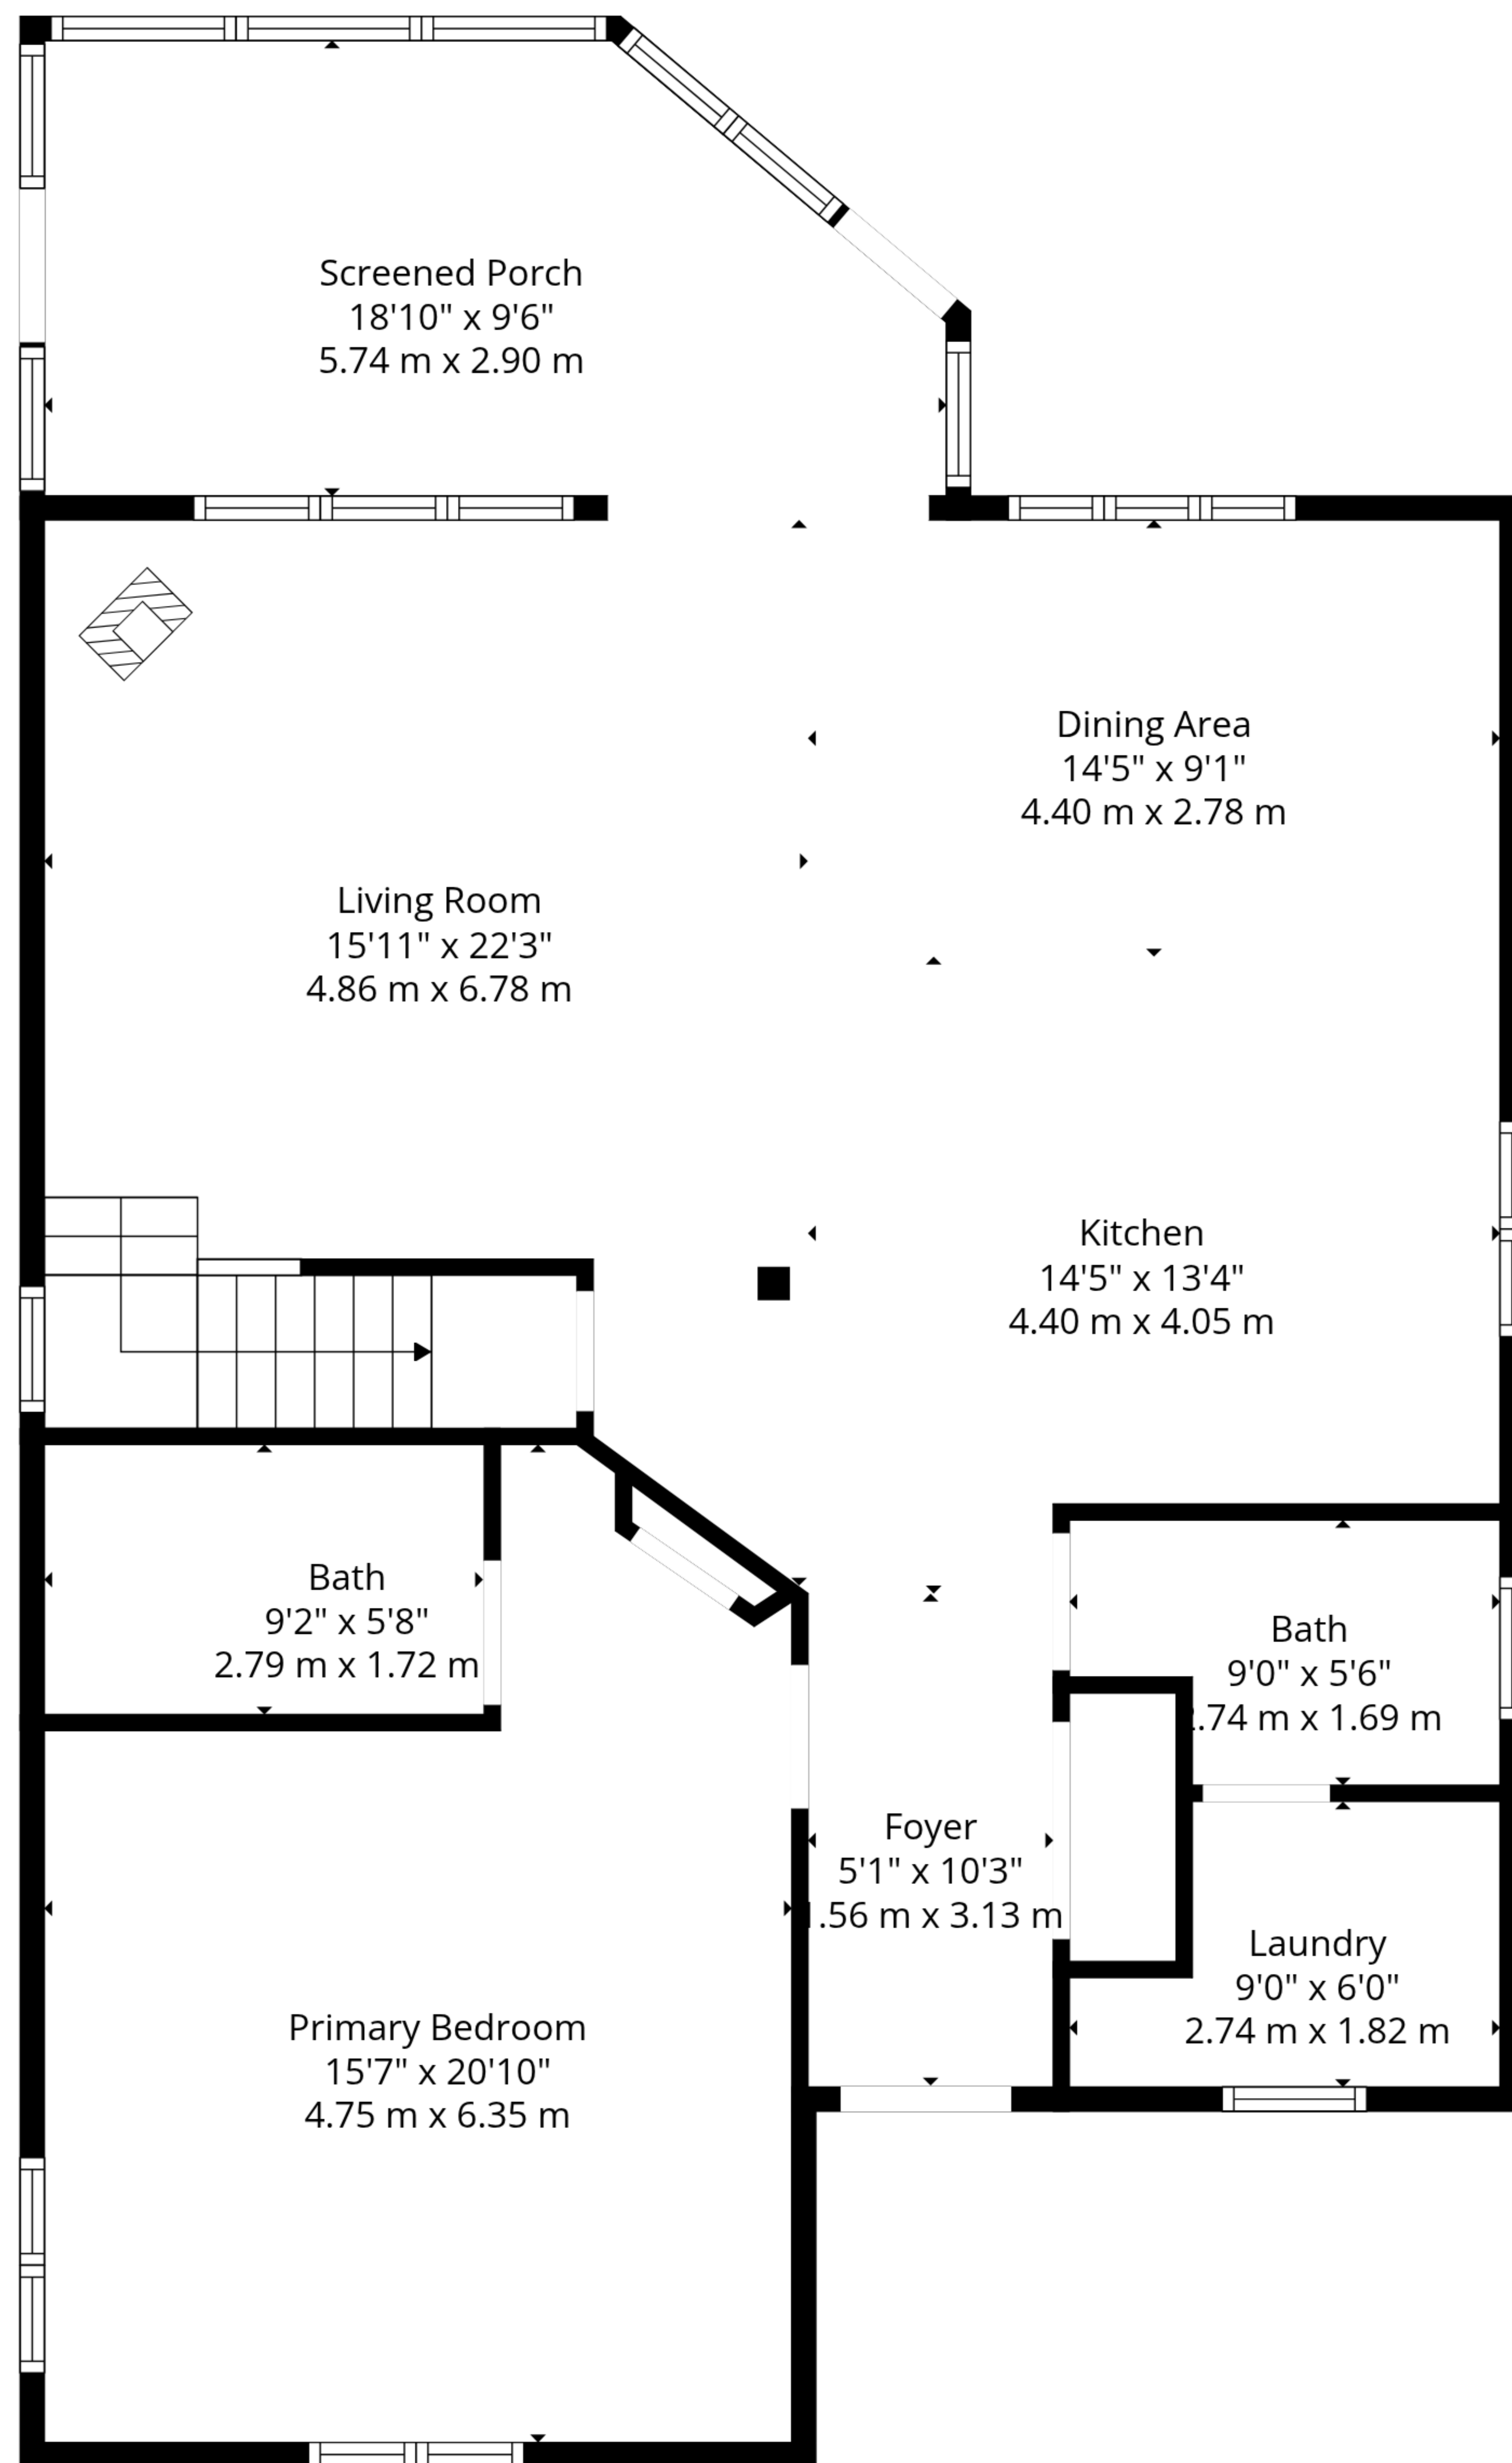 Screened Porch
18'10" x 9'6"
5.74 m x 2.90 m
Dining Area
14'5" x 9'1"
4.40 m x 2.78 m
Living Room
15'11" x 22'3"
4.86 m x 6.78 m
Kitchen
14'5" x 13'4"
4.40 m x 4.05 m
Bath
9'2" x 5'8"
2.79 m x 1.72 m
Bath
9'0" x 5'6"
.74 m x 1.69 m
Foyer
5'1" x 10'3"
.56 m x 3.13 m
Laundry
9'0" x 6'0"
2.74 m x 1.82 m
Primary Bedroom
15'7" x 20'10"
4.75 m x 6.35 m